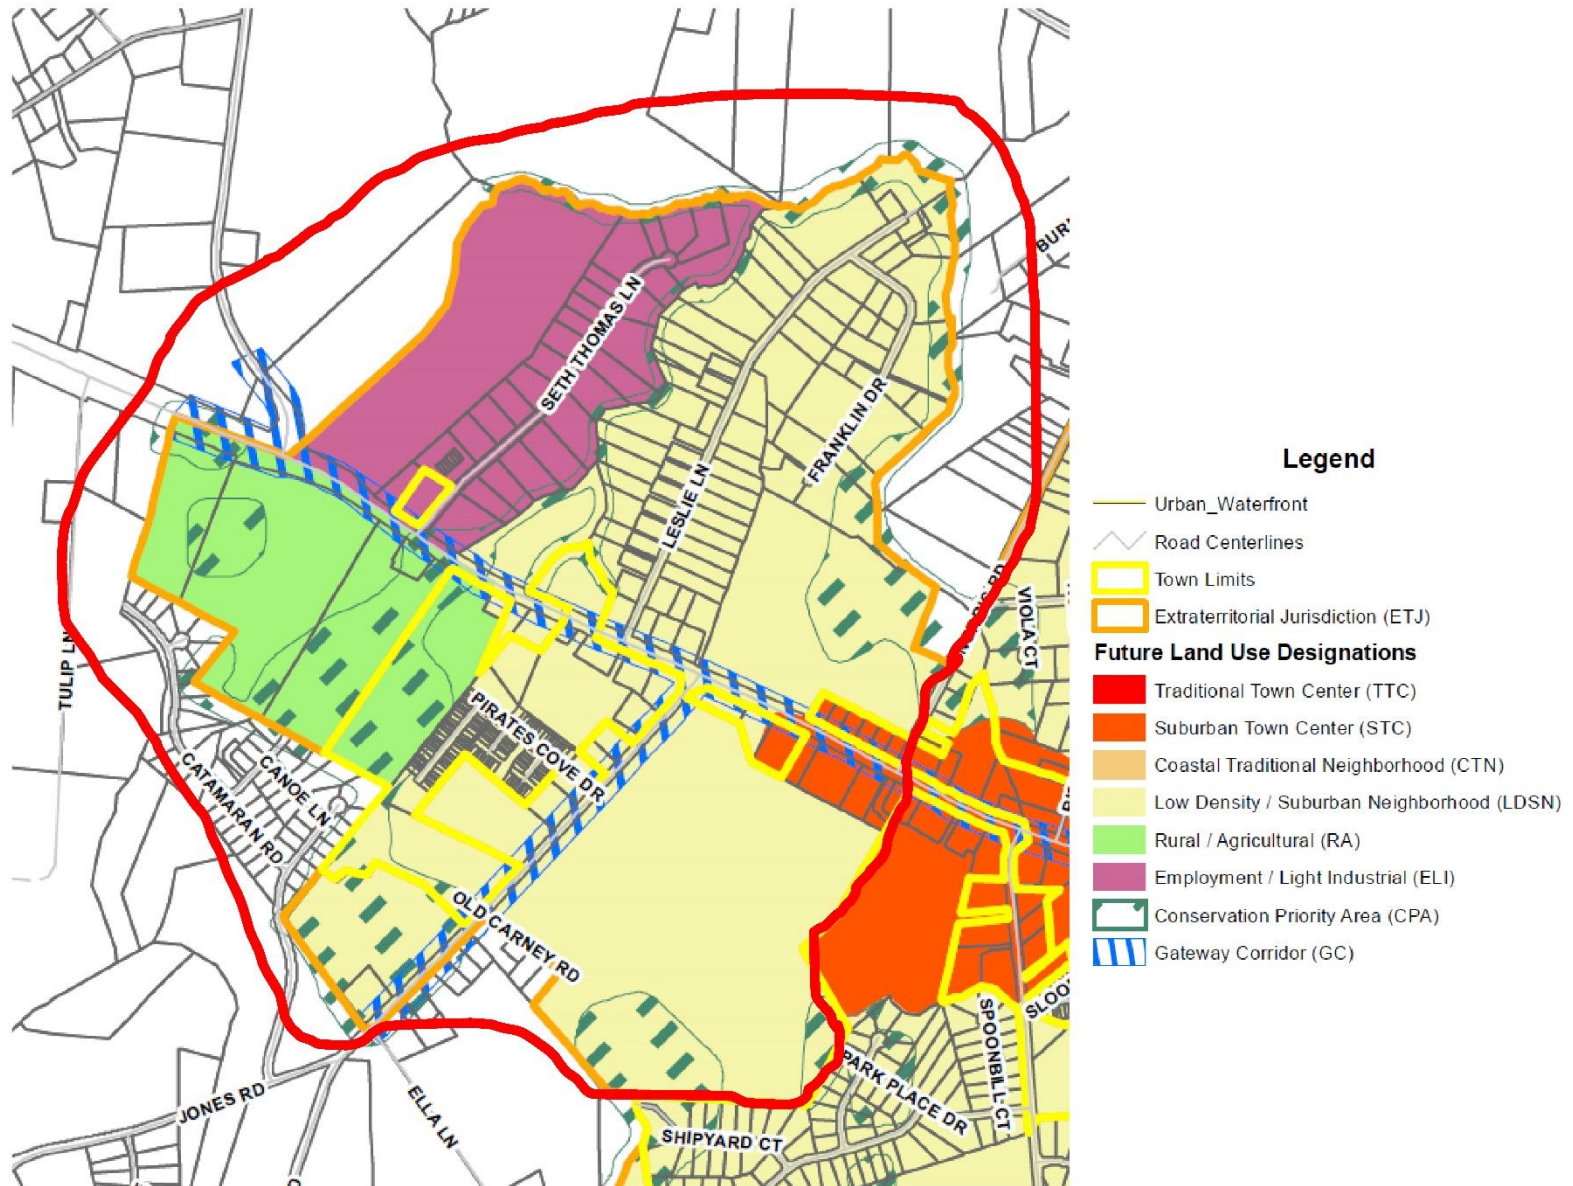 BUR
SETH THOMAS LN
FRANKLIN DR
LESLIE LN
VIOLA CT
TULIP LN
PIRATES COVE DR
CANOE LN
CATAMARAN RD
OLD CARNEY RD
SLOO
SPOONBILL CT
PARK PLACE DR
JONES RD
ELLA LN
SHIPYARD CT
Legend
Urban_Waterfront
Road Centerlines
Town Limits
Extraterritorial Jurisdiction (ETJ)
Future Land Use Designations
Traditional Town Center (TTC)
Suburban Town Center (STC)
Coastal Traditional Neighborhood (CTN)
Low Density / Suburban Neighborhood (LDSN)
Rural / Agricultural (RA)
Employment / Light Industrial (ELI)
Conservation Priority Area (CPA)
Gateway Corridor (GC)